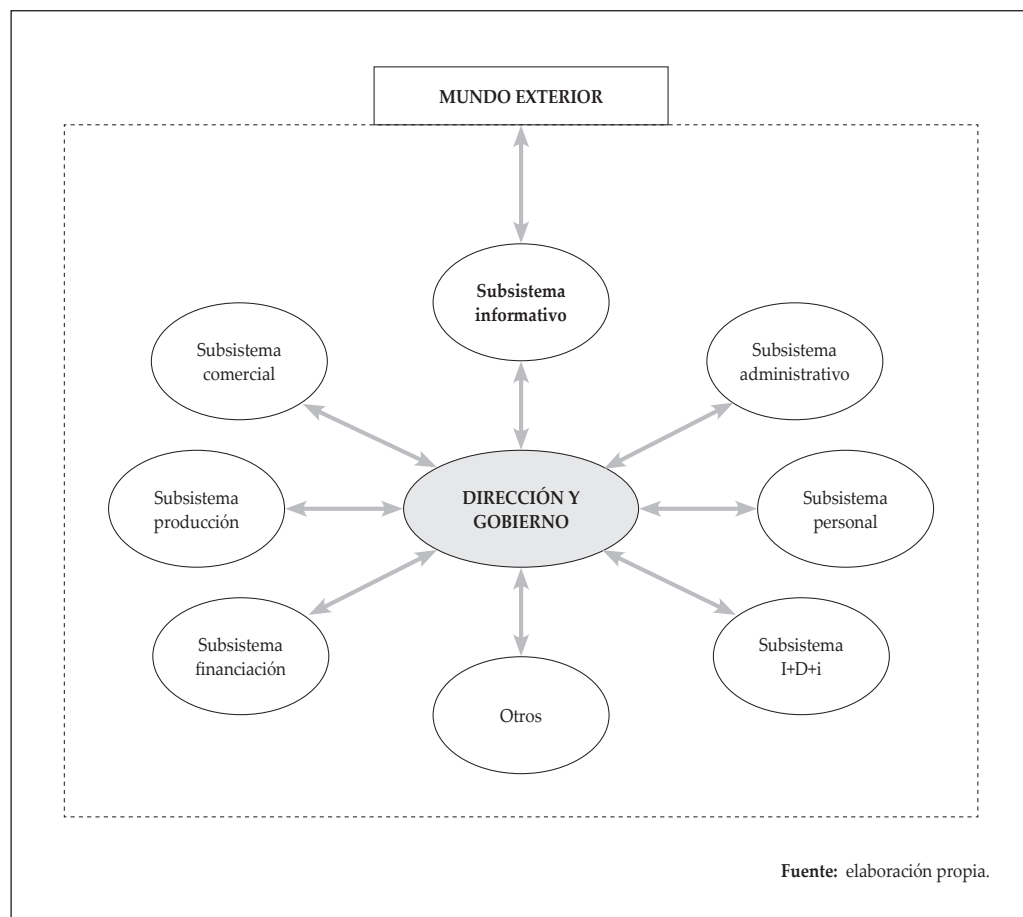 MUNDO EXTERIOR
Subsistema
informativo
Subsistema
comercial
Subsistema
administrativo
Subsistema
producción
DIRECCIÓN Y
GOBIERNO
Subsistema
personal
Subsistema
financiación
Otros
Subsistema
I+D+i
Fuente: elaboración propia.